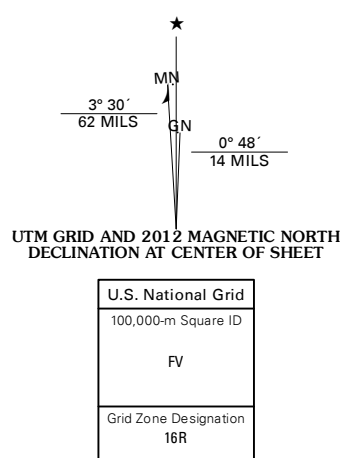 ★
MN
3° 30´
62 MILS
GN
0° 48´
14 MILS
UTM GRID AND 2012 MAGNETIC NORTH
DECLINATION AT CENTER OF SHEET
U.S. National Grid
100,000-m Square ID
FV
Grid Zone Designation
16R